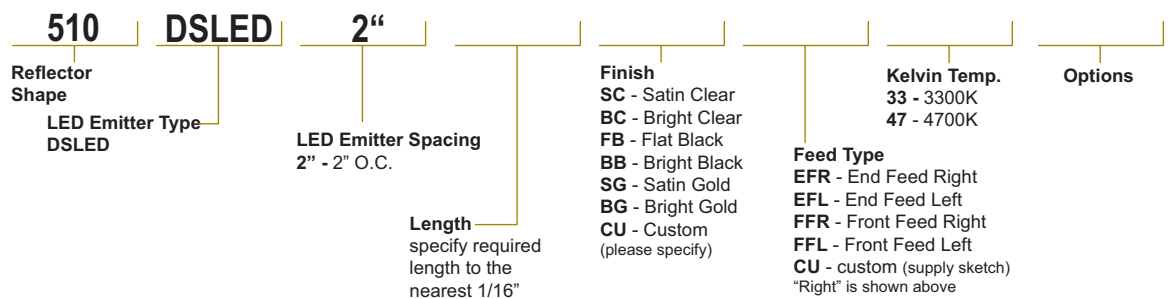 510 DSLED 2“
Reflector
Shape
LED Emitter Type
DSLED
LED Emitter Spacing
2” - 2” O.C.
Length
specify required
length to the
nearest 1/16”
Finish
SC - Satin Clear
BC - Bright Clear
FB - Flat Black
BB - Bright Black
SG - Satin Gold
BG - Bright Gold
CU - Custom
(please specify)
Feed Type
EFR - End Feed Right
EFL - End Feed Left
FFR - Front Feed Right
FFL - Front Feed Left
CU - custom (supply sketch)
“Right” is shown above
Kelvin Temp.
33 - 3300K
47 - 4700K
Options